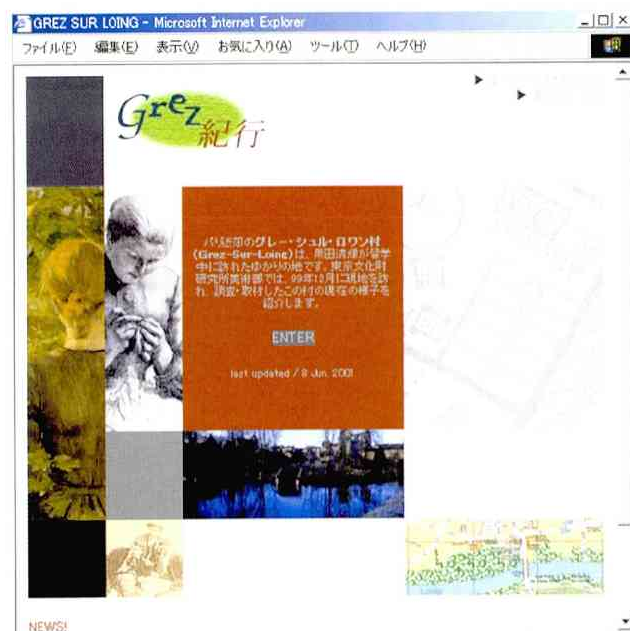 GREZ SUR LOING - Microsoft Internet Explorer
ファイル(F) 編集(E) 表示(V) お気に入り(A) ツール(T) ヘルプ(H)
Grez
紀行
パリ近郊のグレー・シュル・ロワン村
(Grez-Sur-Loing)は、黒田清輝が留学
中に訪れたゆかりの地です。東京文化財
研究所美術部では、99年12月に現地を訪
れ、調査・取材したこの村の現在の様子を
紹介します。
ENTER
last updated / 8 Jun. 2001
NEWS!